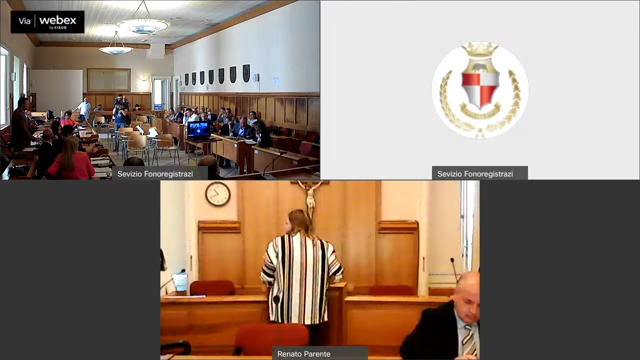 Via webex
by CISCO
Sevizio Fonoregistrazi
Sevizio Fonoregistrazi
Renato Parente